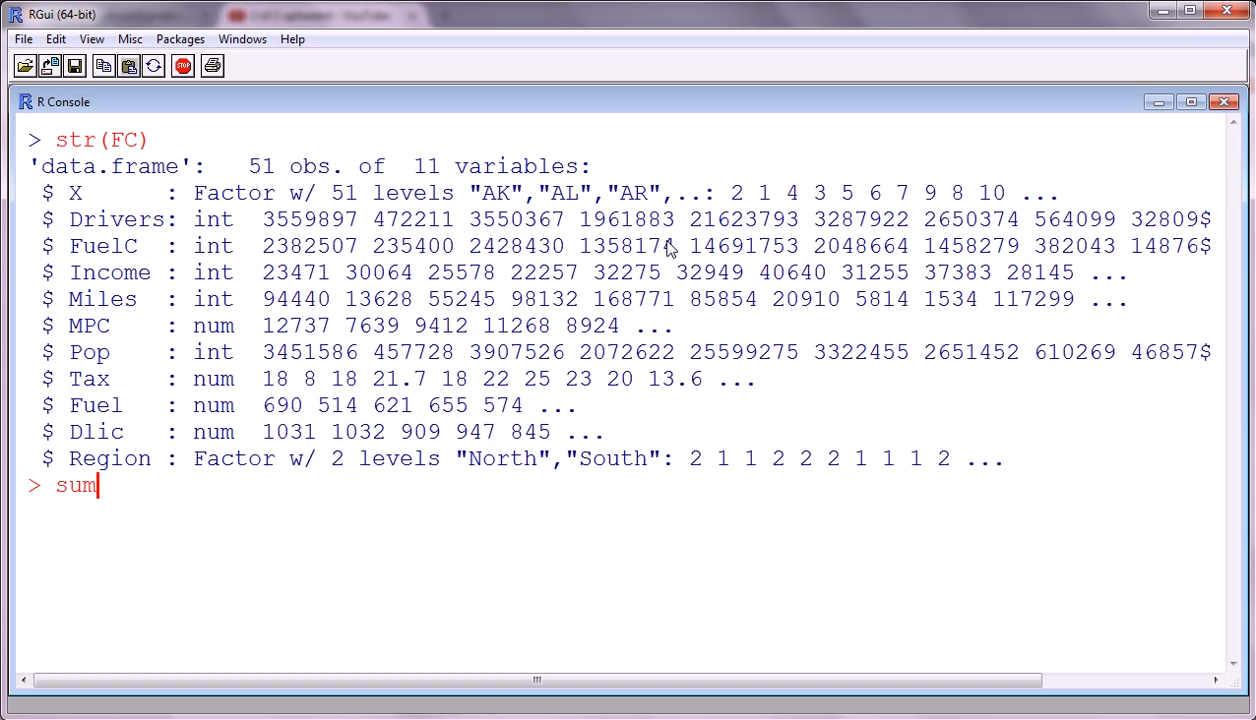 RGui (64-bit)
File Edit View Misc Packages Windows Help
STOP
R Console
> str(FC)
'data.frame':   51 obs. of  11 variables:
 $ X      : Factor w/ 51 levels "AK","AL","AR",..: 2 1 4 3 5 6 7 9 8 10 ...
 $ Drivers: int  3559897 472211 3550367 1961883 21623793 3287922 2650374 564099 32809$
 $ FuelC  : int  2382507 235400 2428430 1358174 14691753 2048664 1458279 382043 14876$
 $ Income : int  23471 30064 25578 22257 32275 32949 40640 31255 37383 28145 ...
 $ Miles  : int  94440 13628 55245 98132 168771 85854 20910 5814 1534 117299 ...
 $ MPC    : num  12737 7639 9412 11268 8924 ...
 $ Pop    : int  3451586 457728 3907526 2072622 25599275 3322455 2651452 610269 46857$
 $ Tax    : num  18 8 18 21.7 18 22 25 23 20 13.6 ...
 $ Fuel   : num  690 514 621 655 574 ...
 $ Dlic   : num  1031 1032 909 947 845 ...
 $ Region : Factor w/ 2 levels "North","South": 2 1 1 2 2 2 1 1 1 2 ...
> sum